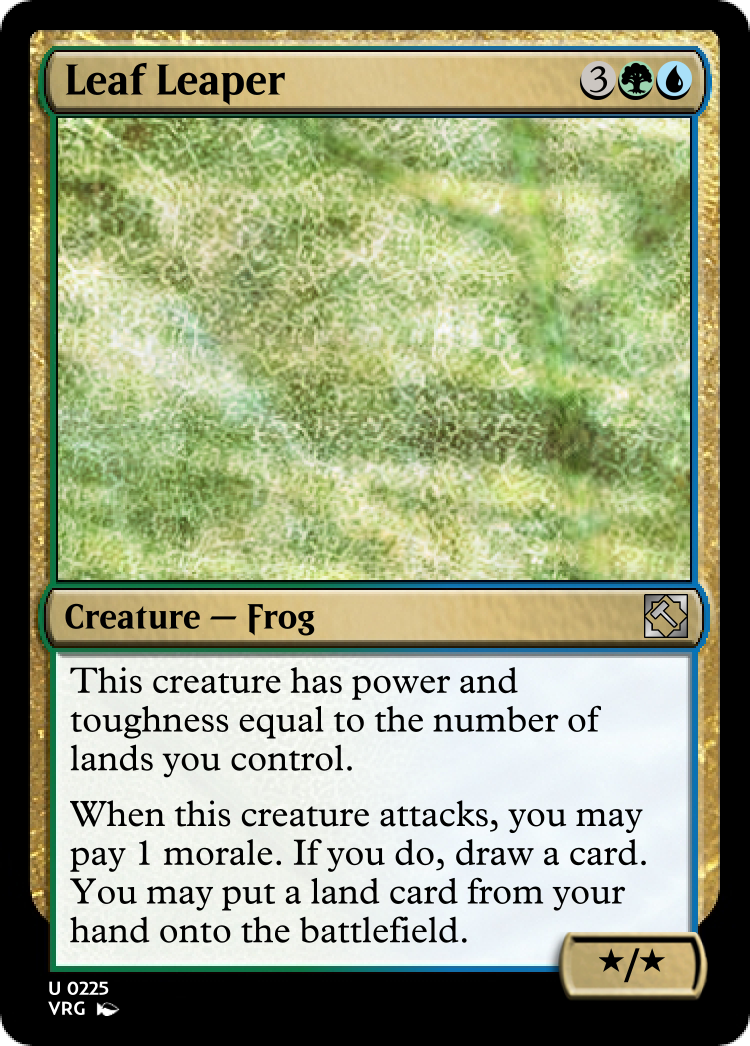 Leaf Leaper
3
Creature — Frog
This creature has power and
toughness equal to the number of
lands you control.
When this creature attacks, you may
pay 1 morale. If you do, draw a card.
You may put a land card from your
hand onto the battlefield.
★/★
U 0225
VRG